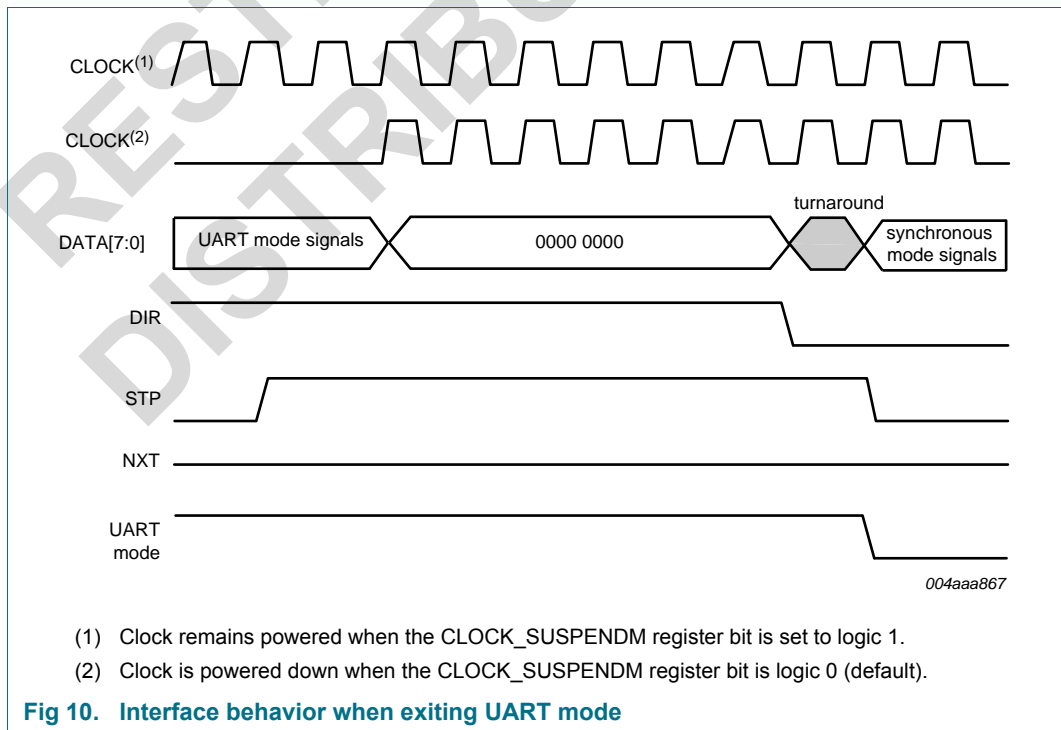 CLOCK(1)
CLOCK(2)
turnaround
DATA[7:0]
UART mode signals
0000 0000
synchronous
mode signals
DIR
STP
NXT
UART
mode
004aaa867
(1) Clock remains powered when the CLOCK_SUSPENDM register bit is set to logic 1.
(2) Clock is powered down when the CLOCK_SUSPENDM register bit is logic 0 (default).
Fig 10. Interface behavior when exiting UART mode